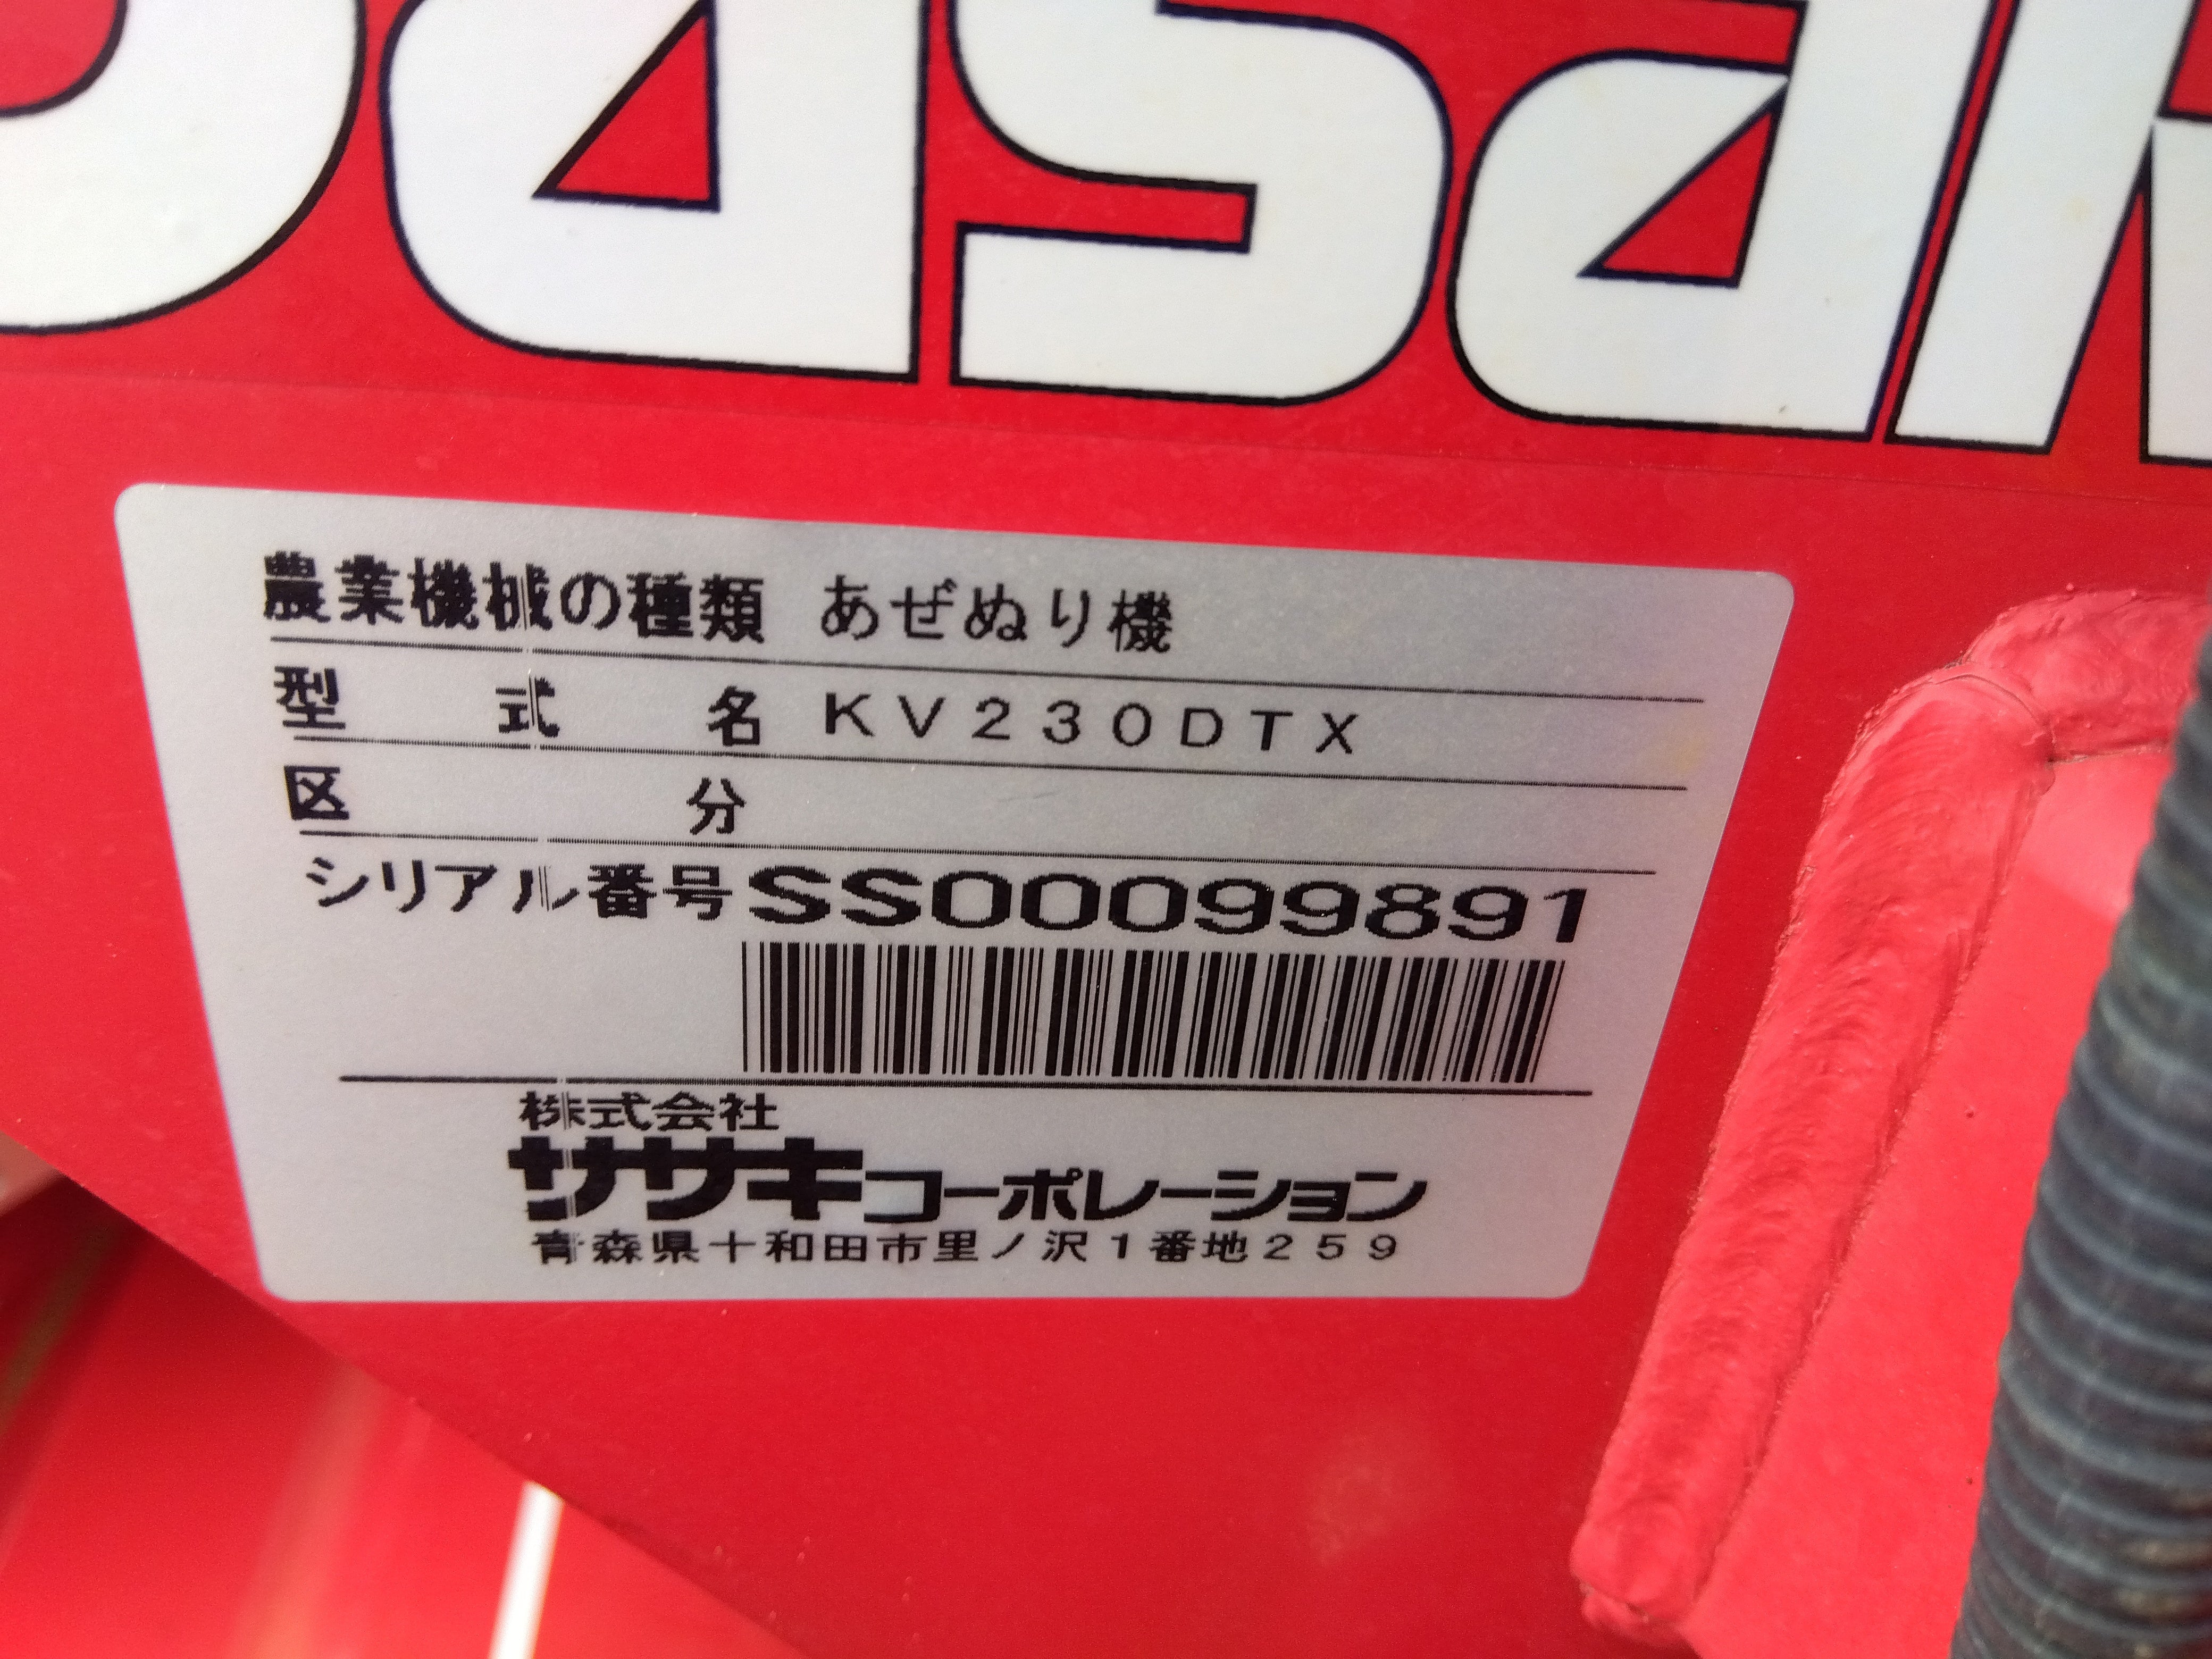 Sasak
農業機械の種類 あぜぬり機
型式名 KV230DTX
区分
シリアル番号 SS00099891
株式会社
ササキコーポレーション
青森県十和田市里ノ沢1番地259